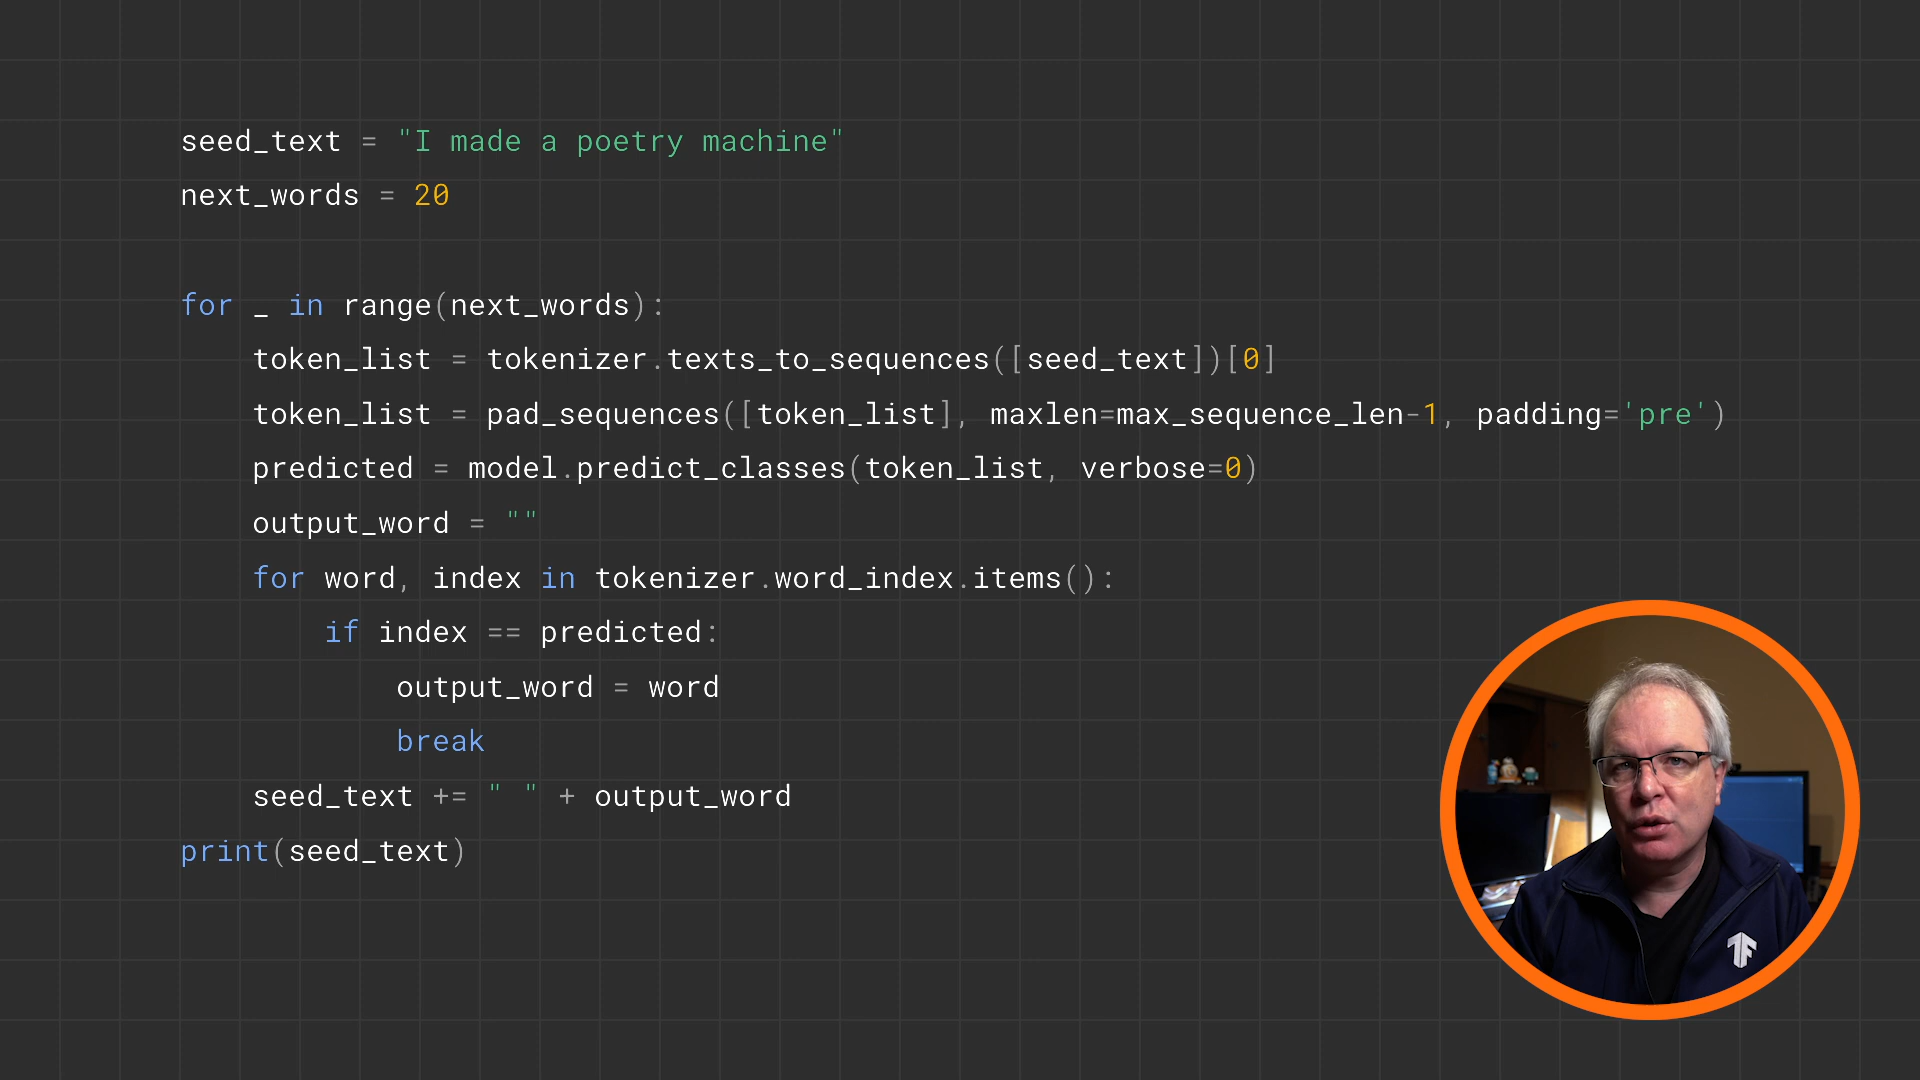 seed_text = "I made a poetry machine"
next_words = 20
for _ in range(next_words):
token_list = tokenizer.texts_to_sequences([seed_text])[0]
token_list = pad_sequences([token_list], maxlen=max_sequence_len-1, padding='pre')
predicted = model.predict_classes(token_list, verbose=0)
output_word = ""
for word, index in tokenizer.word_index.items():
if index == predicted:
output_word = word
break
seed_text += " " + output_word
print(seed_text)